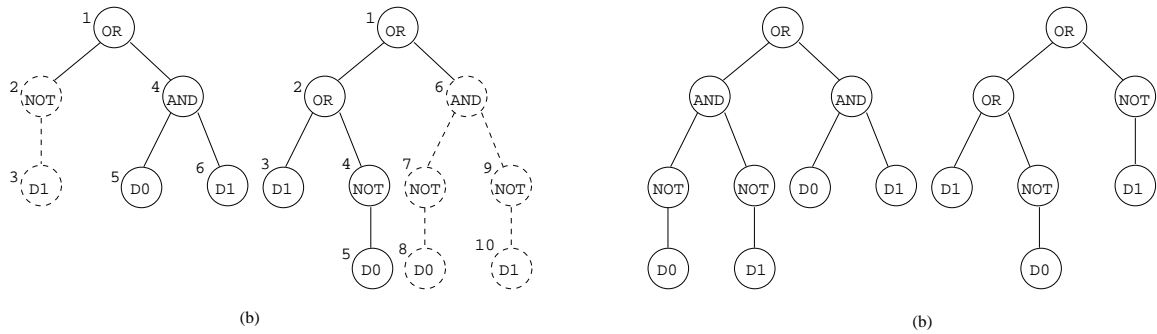 1 OR 1 OR OR OR
2 NOT 4 AND 2 OR 6 AND AND AND OR NOT
3 D1 5 D0 6 D1 3 D1 4 NOT 7 NOT 9 NOT NOT NOT D0 D1 D1 NOT D1
5 D0 8 D0 10 D1 D0 D1 D0
(b) (b)